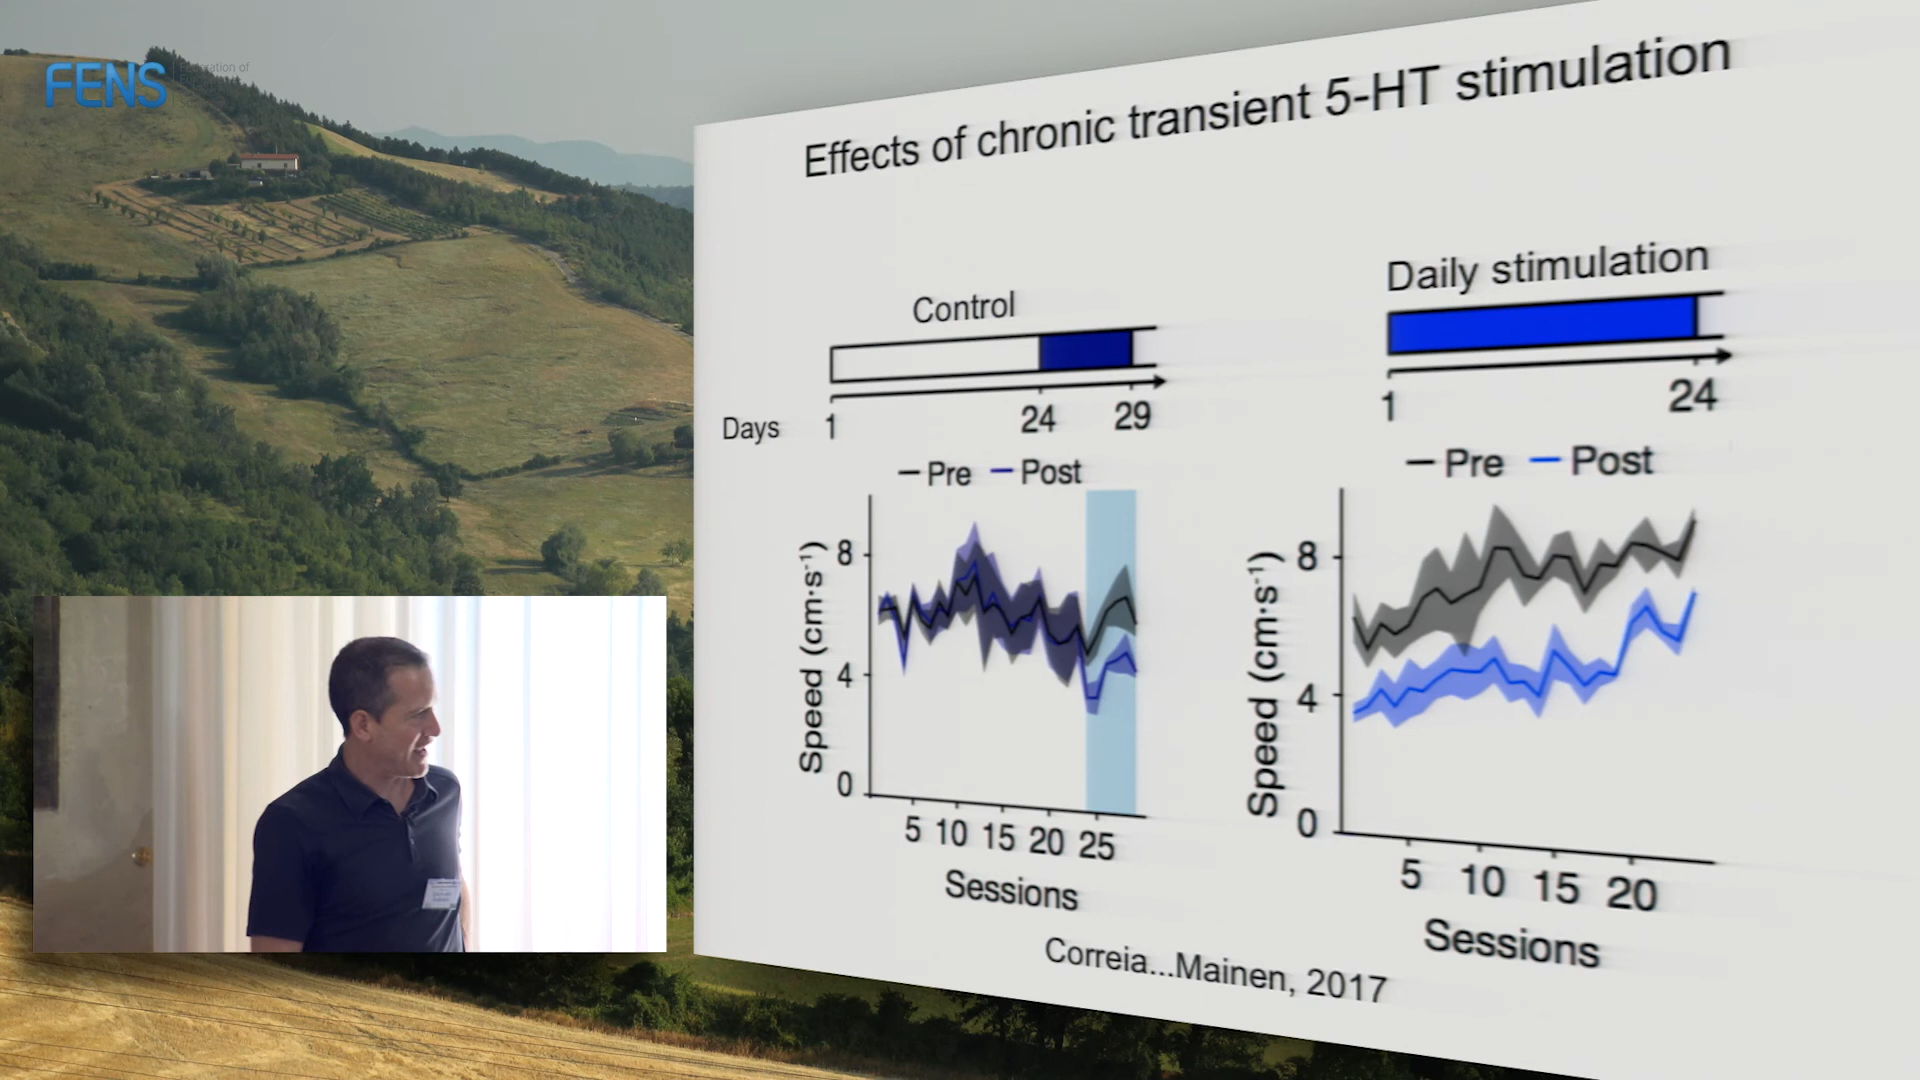 FENS
Federation of
Effects of chronic transient 5-HT stimulation
Control
Days 1 24 29
Pre Post
Speed (cm·s⁻¹)
8
4
0
5 10 15 20 25
Sessions
Daily stimulation
1 24
Pre Post
Speed (cm·s⁻¹)
8
4
0
5 10 15 20
Sessions
Correia...Mainen, 2017